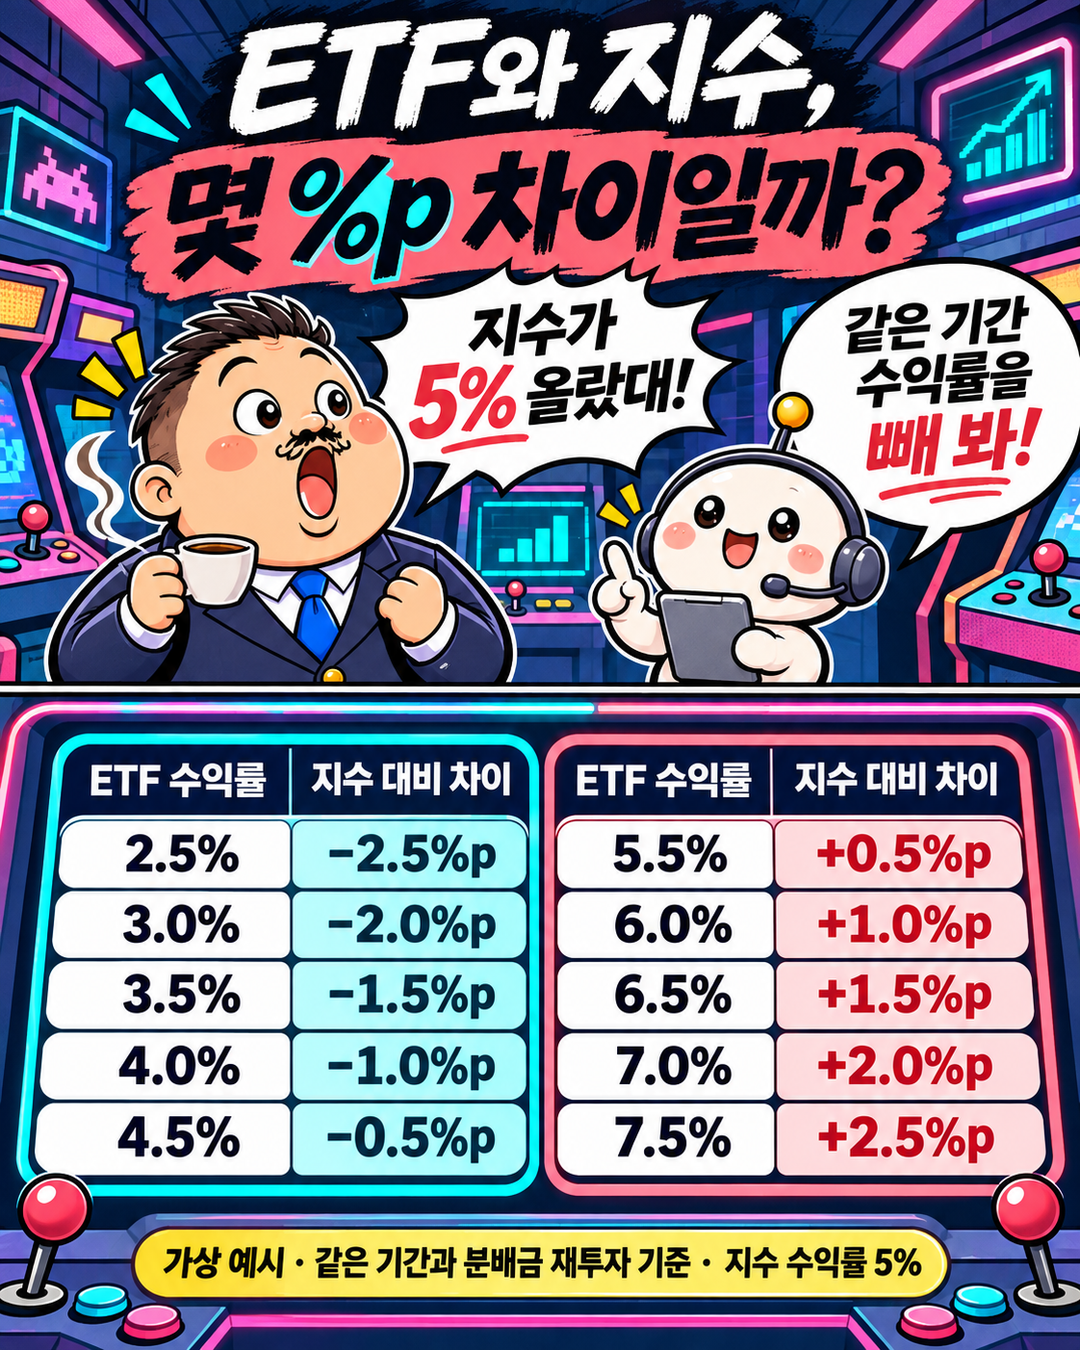 ETF와 지수,
몇 %p 차이일까?
지수가
5% 올랐대!
같은 기간
수익률을
빼 봐!
ETF 수익률 지수 대비 차이
2.5% −2.5%p
3.0% −2.0%p
3.5% −1.5%p
4.0% −1.0%p
4.5% −0.5%p
ETF 수익률 지수 대비 차이
5.5% +0.5%p
6.0% +1.0%p
6.5% +1.5%p
7.0% +2.0%p
7.5% +2.5%p
가상 예시 · 같은 기간과 분배금 재투자 기준 · 지수 수익률 5%